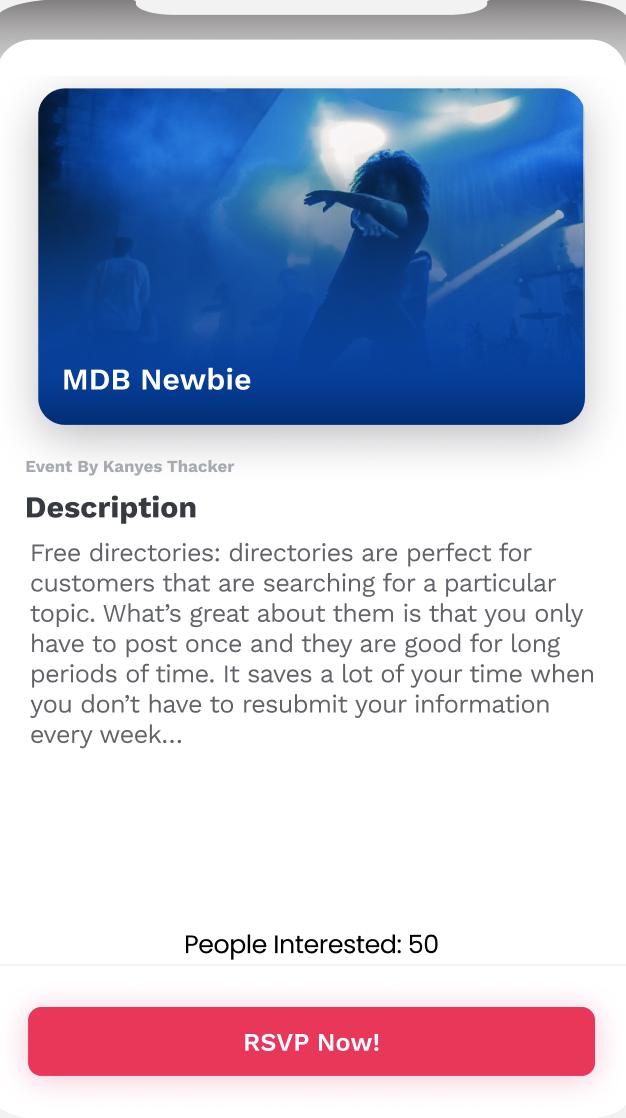 MDB Newbie
Event By Kanyes Thacker
Description
Free directories: directories are perfect for
customers that are searching for a particular
topic. What’s great about them is that you only
have to post once and they are good for long
periods of time. It saves a lot of your time when
you don’t have to resubmit your information
every week...
People Interested: 50
RSVP Now!